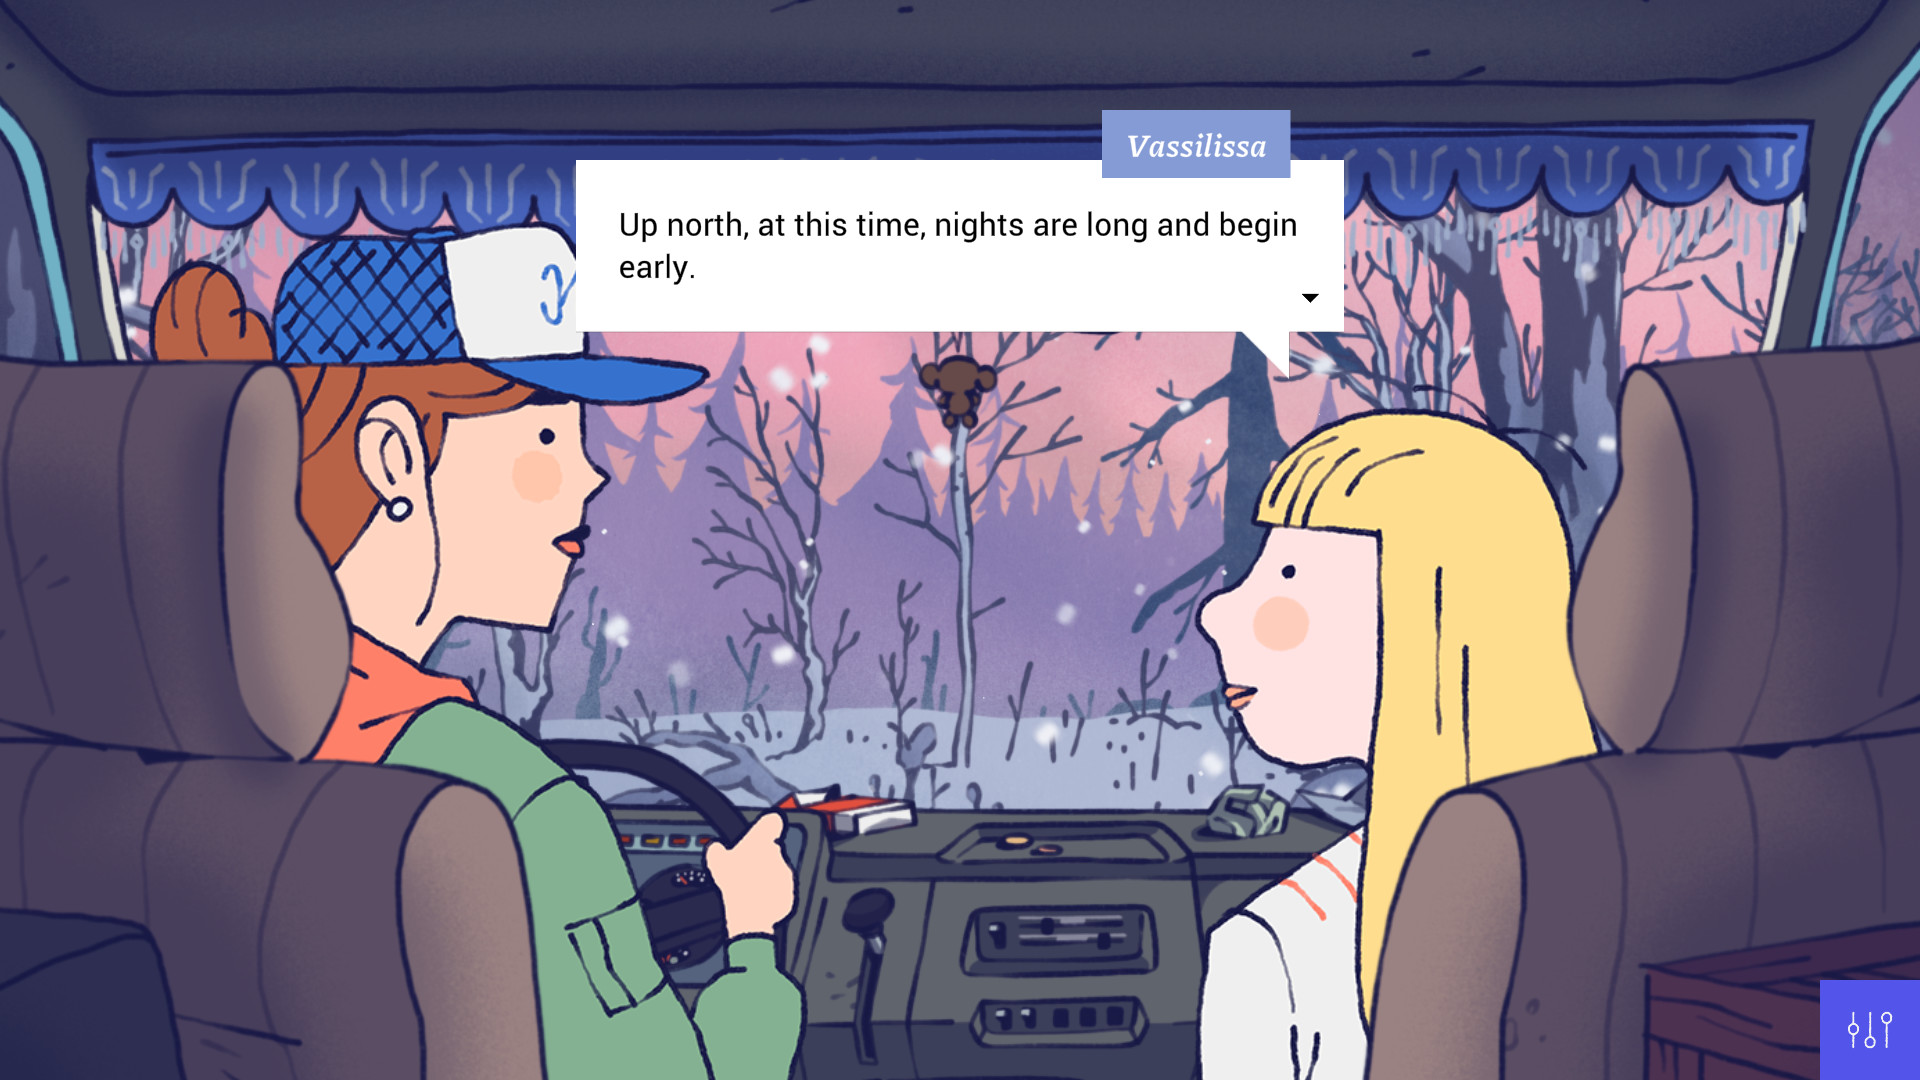 Vassilissa
Up north, at this time, nights are long and begin
early.